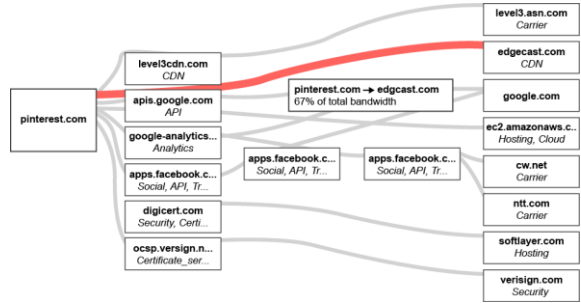 pinterest.com
level3cdn.com
CDN
apis.google.com
API
google-analytics...
Analytics
apps.facebook.c...
Social, API, Tr...
digicert.com
Security, Certi...
ocsp.versign.n...
Certificate_ser...
pinterest.com → edgcast.com
67% of total bandwidth
apps.facebook.c...
Social, API, Tr...
apps.facebook.c...
Social, API, Tr...
level3.asn.com
Carrier
edgecast.com
CDN
google.com
ec2.amazonaws.c..
Hosting, Cloud
cw.net
Carrier
ntt.com
Carrier
softlayer.com
Hosting
verisign.com
Security